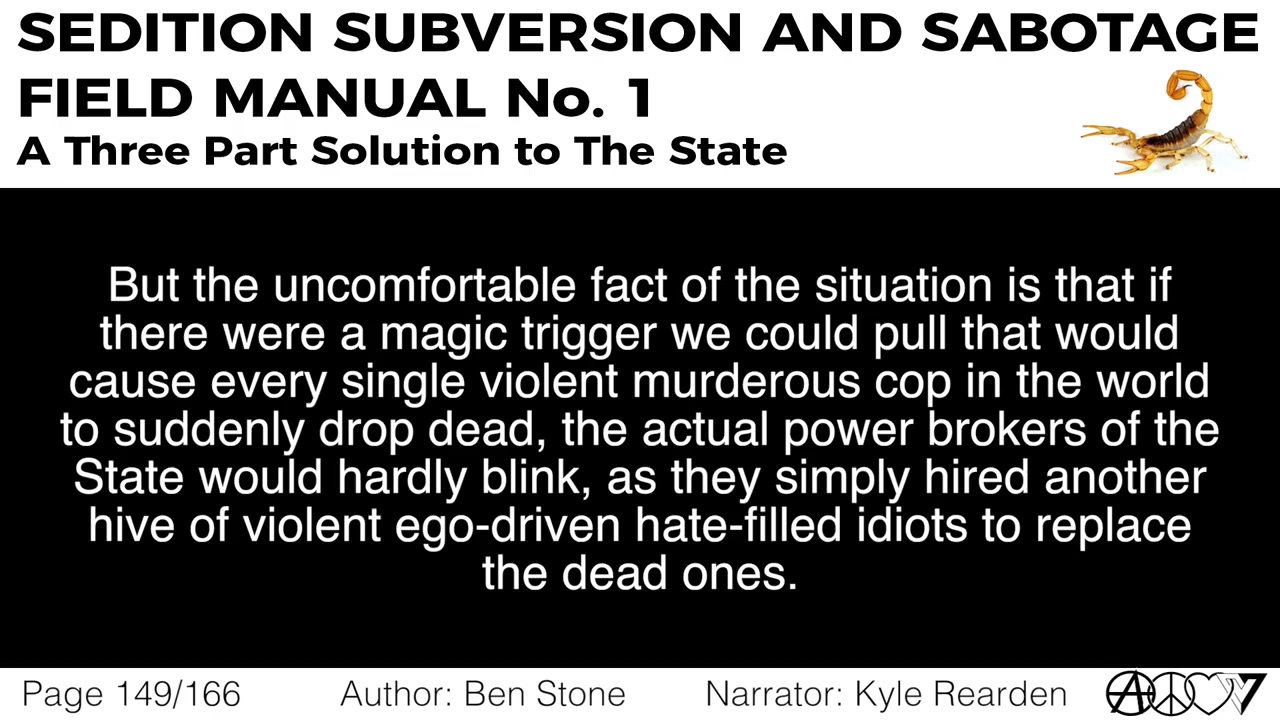 SEDITION SUBVERSION AND SABOTAGE
FIELD MANUAL No. 1
A Three Part Solution to The State
But the uncomfortable fact of the situation is that if
there were a magic trigger we could pull that would
cause every single violent murderous cop in the world
to suddenly drop dead, the actual power brokers of the
State would hardly blink, as they simply hired another
hive of violent ego-driven hate-filled idiots to replace
the dead ones.
Page 149/166 Author: Ben Stone Narrator: Kyle Rearden